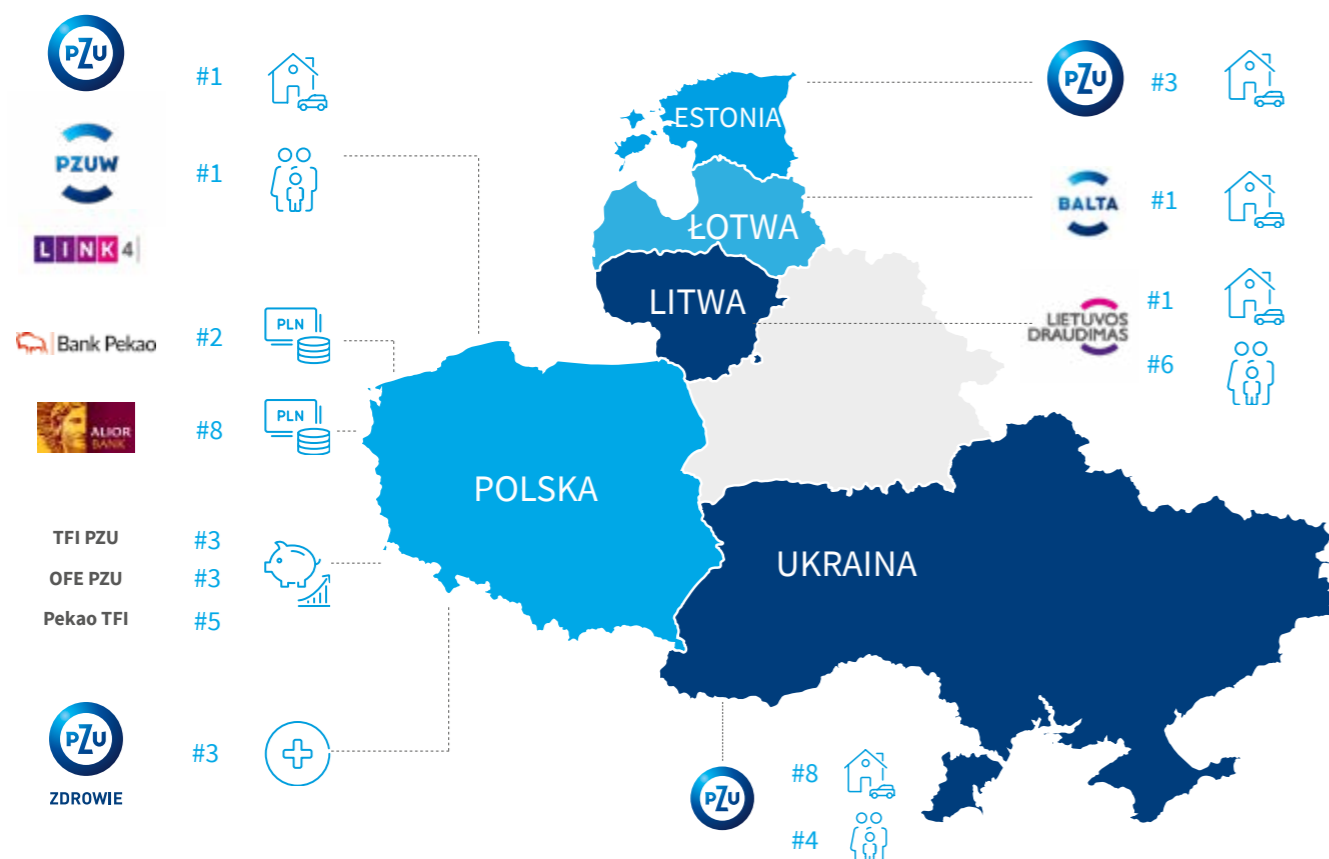 PZU
#1
PZUW
#1
LINK 4
Bank Pekao
#2
PLN
ALIOR
BANK
#8
PLN
TFI PZU
#3
OFE PZU
#3
Pekao TFI
#5
PZU
ZDROWIE
#3
ESTONIA
ŁOTWA
LITWA
POLSKA
UKRAINA
PZU
#3
BALTA
#1
LIETUVOS
DRAUDIMAS
#1
#6
PZU
#8
#4